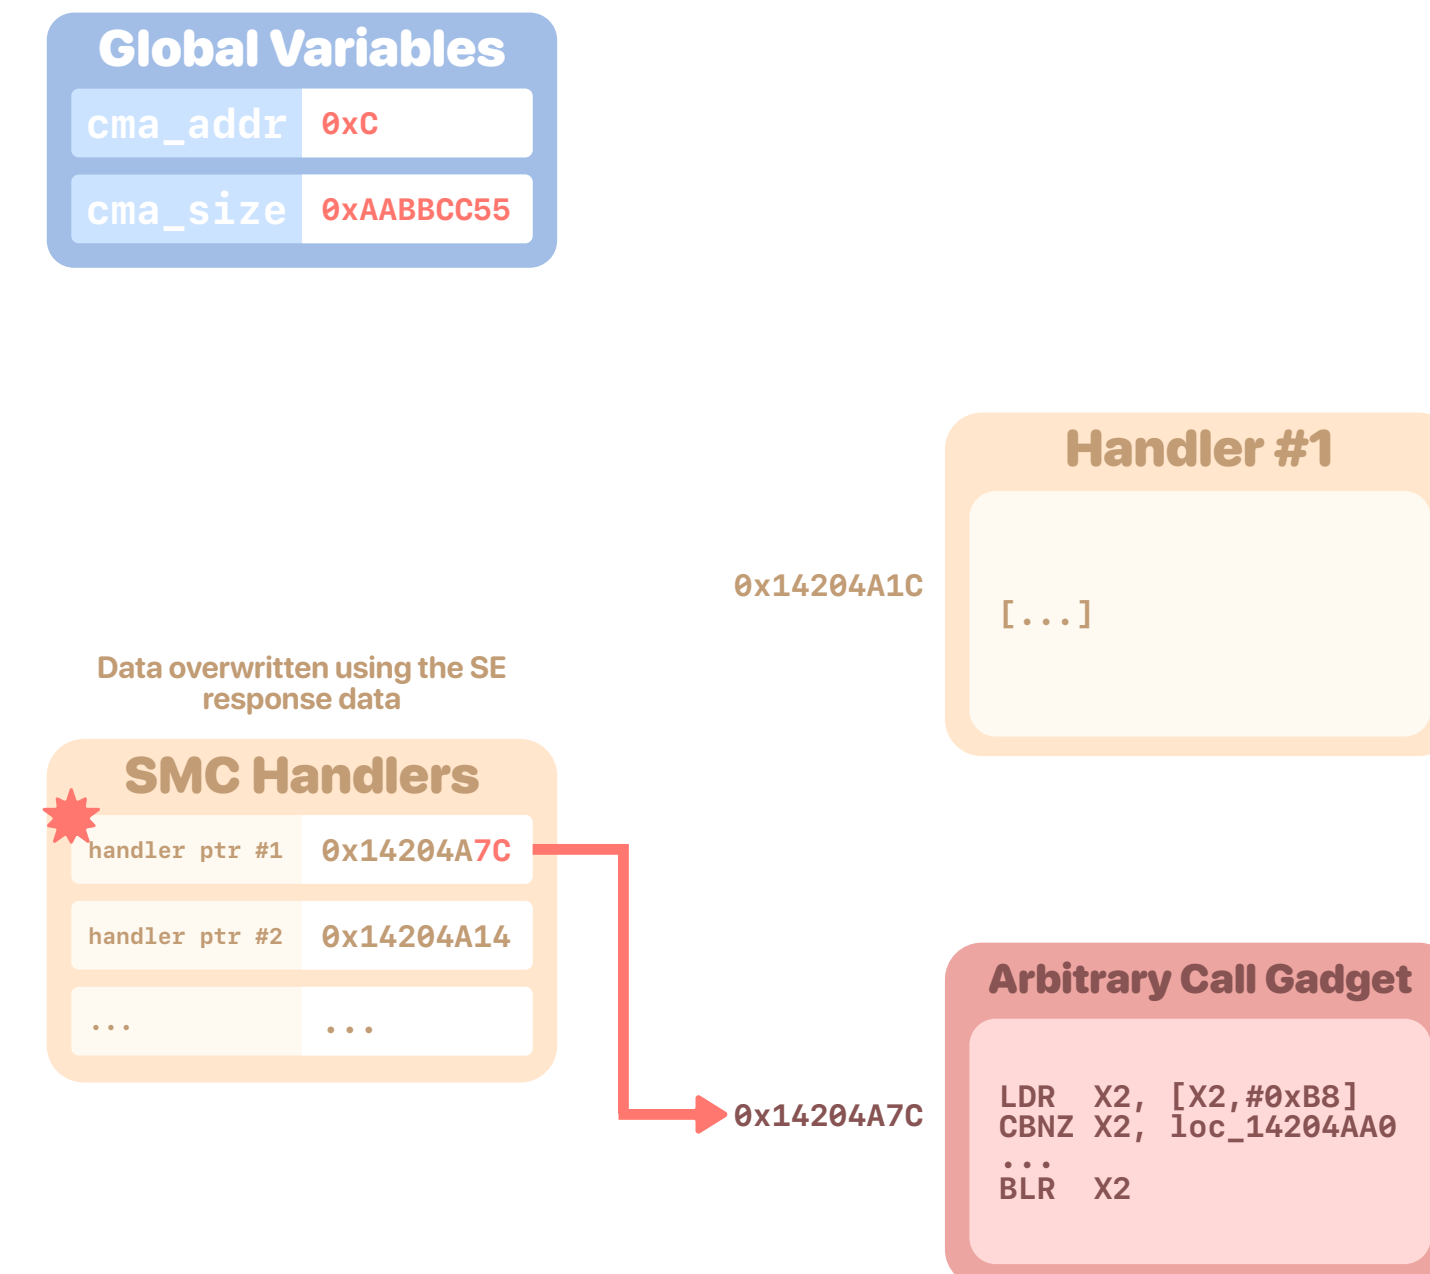 Global Variables
cma_addr 0xC
cma_size 0xAABBCC55
Handler #1
0x14204A1C
[...]
Data overwritten using the SE
response data
SMC Handlers
handler ptr #1 0x14204A7C
handler ptr #2 0x14204A14
... ...
Arbitrary Call Gadget
0x14204A7C
LDR X2, [X2,#0xB8]
CBNZ X2, loc_14204AA0
...
BLR X2